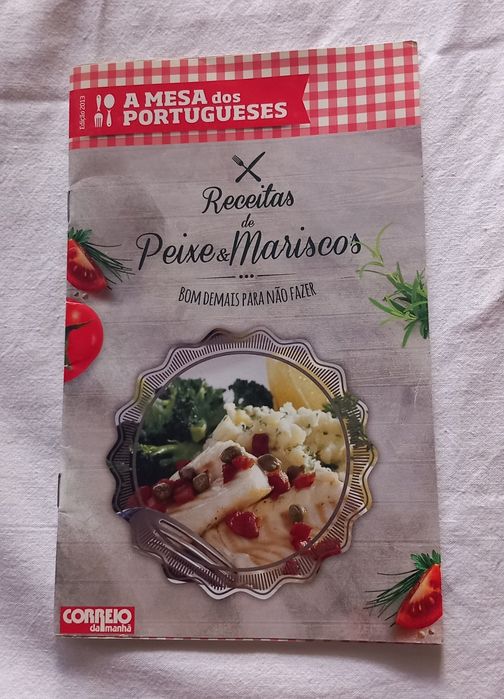 Edição 2013
A MESA dos
PORTUGUESES
Receitas
de
Peixe & Mariscos
BOM DEMAIS PARA NÃO FAZER
CORREIO
da manhã